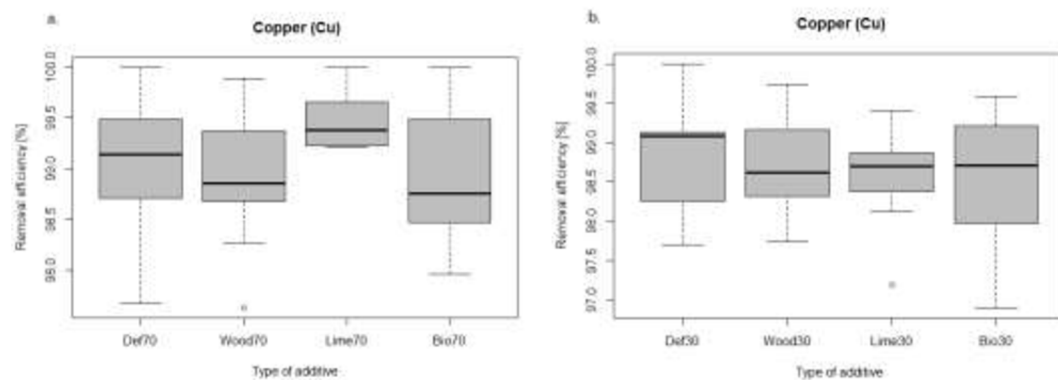 a.
Copper (Cu)
Removal efficiency [%]
100.0
99.5
99.0
98.5
98.0
Def70 Wood70 Lime70 Bio70
Type of additive
b.
Copper (Cu)
Removal efficiency [%]
100.0
99.5
99.0
98.5
98.0
97.5
97.0
Def30 Wood30 Lime30 Bio30
Type of additive